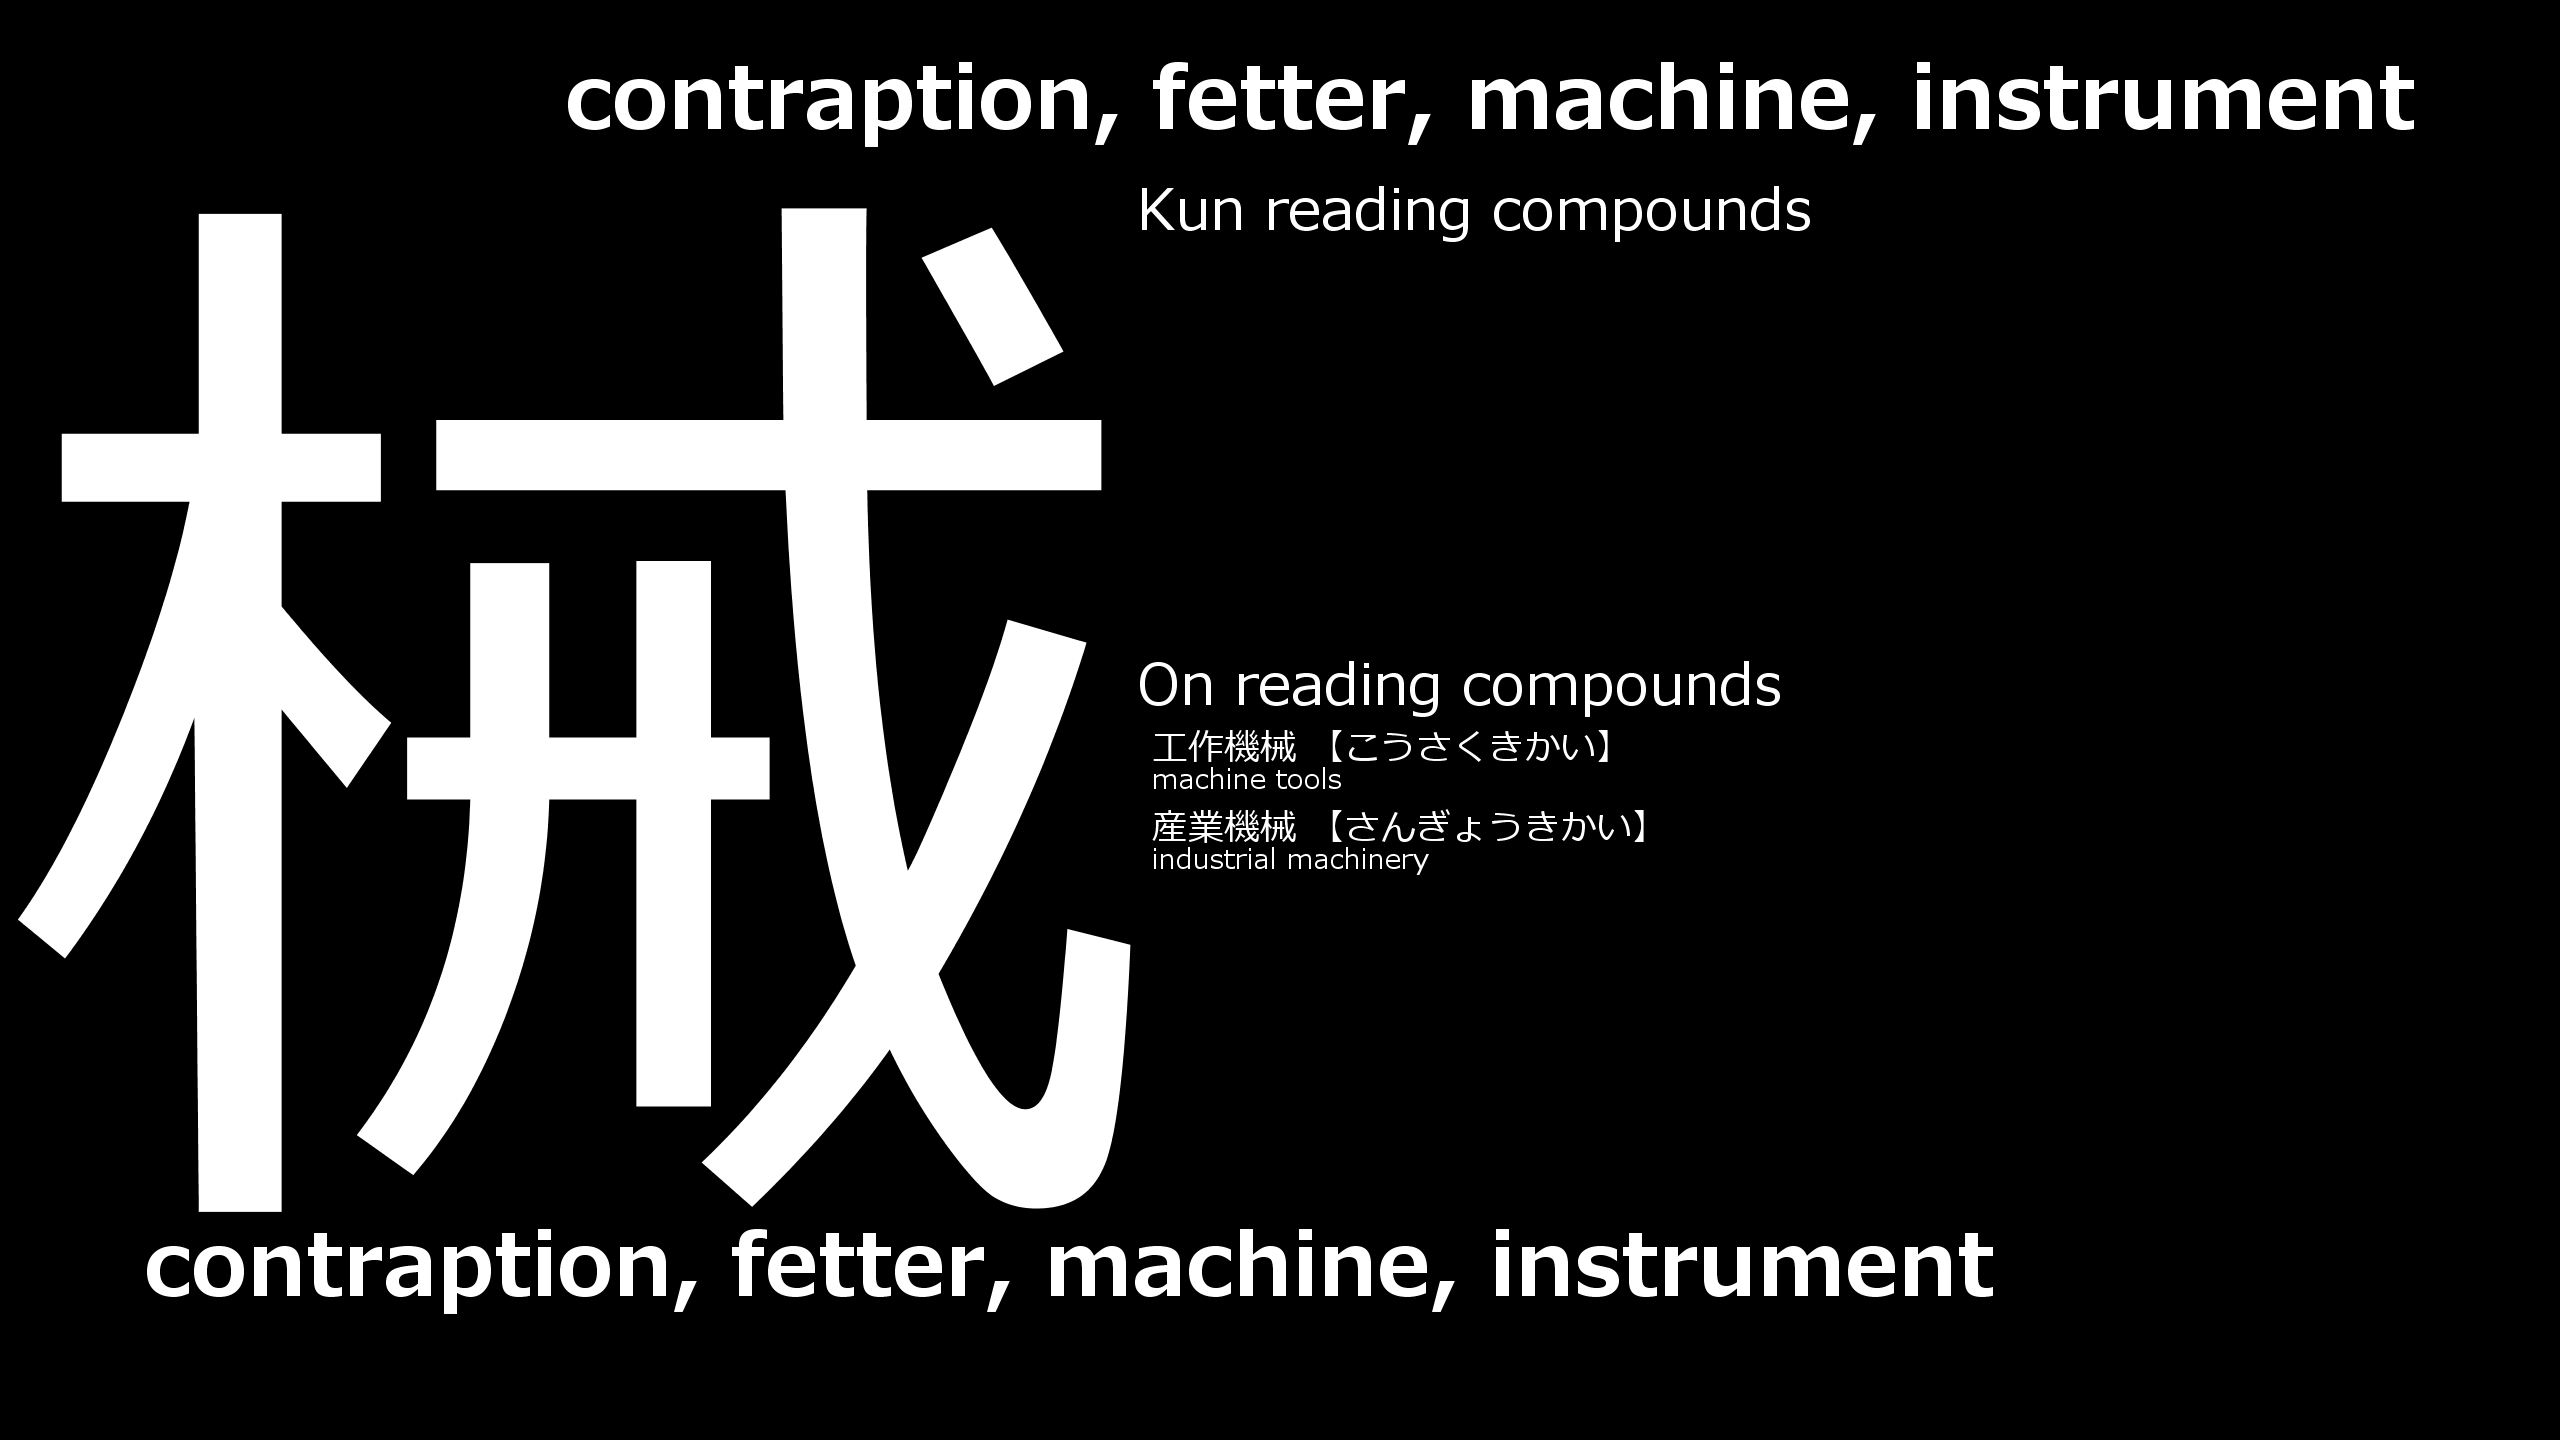 contraption, fetter, machine, instrument
械
Kun reading compounds
On reading compounds
工作機械 【こうさくきかい】
machine tools
産業機械 【さんぎょうきかい】
industrial machinery
contraption, fetter, machine, instrument